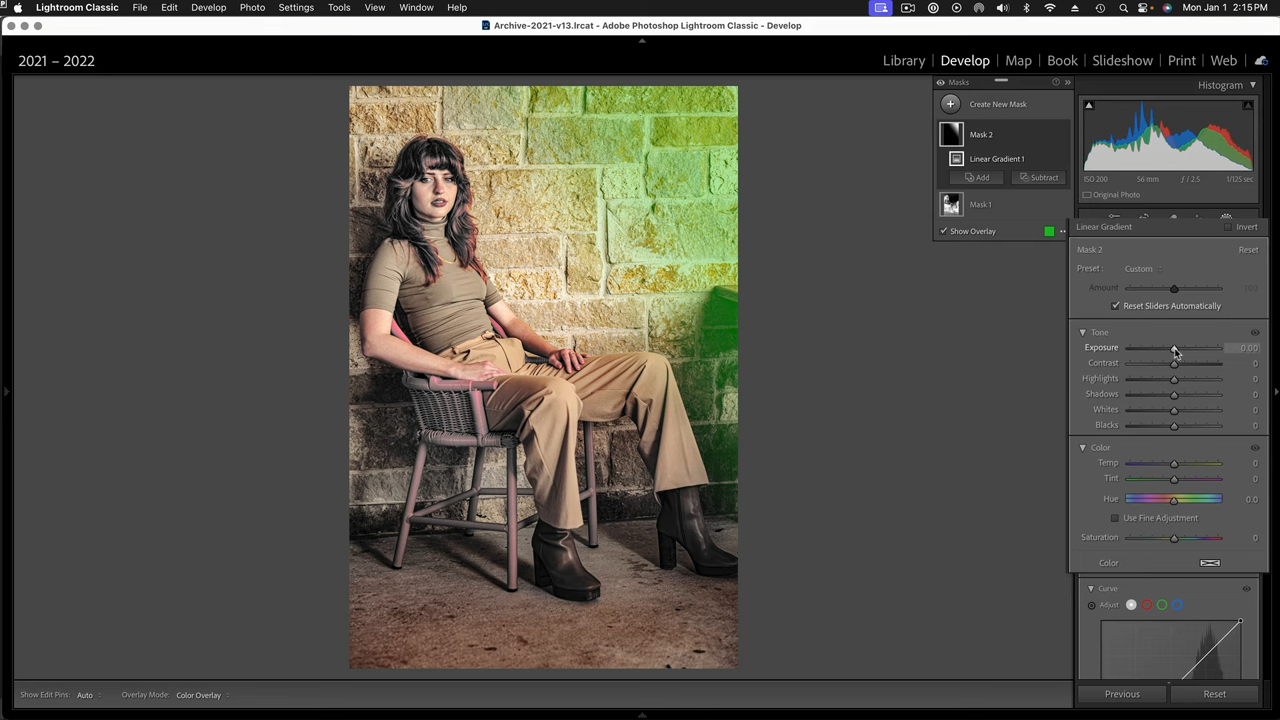 Lightroom Classic File Edit Develop Photo Settings Tools View Window Help Mon Jan 1 2:15 PM
Archive-2021-v13.lrcat - Adobe Photoshop Lightroom Classic - Develop
2021 – 2022 Library Develop Map Book Slideshow Print Web
Masks Histogram
Create New Mask
Mask 2
Linear Gradient 1
Add Subtract
Mask 1
Show Overlay
ISO 200 56 mm ƒ / 2.5 1/125 sec
Original Photo
Linear Gradient Invert
Mask 2 Reset
Preset : Custom
Amount 100
Reset Sliders Automatically
Tone
Exposure 0.00
Contrast 0
Highlights 0
Shadows 0
Whites 0
Blacks 0
Color
Temp 0
Tint 0
Hue 0.0
Use Fine Adjustment
Saturation 0
Color
Curve
Adjust
Show Edit Pins: Auto Overlay Mode: Color Overlay Previous Reset